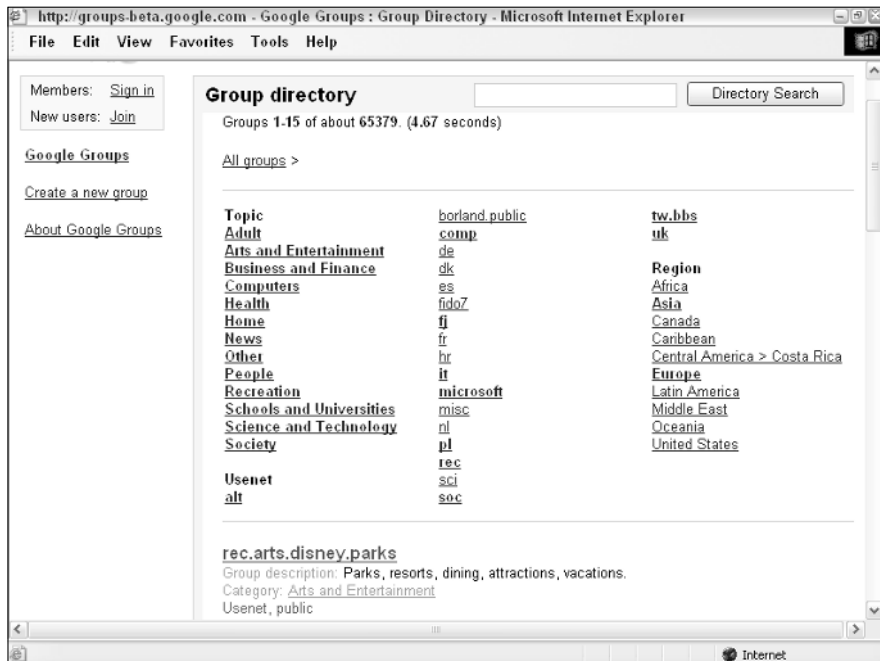 http://groups-beta.google.com - Google Groups : Group Directory - Microsoft Internet Explorer
File Edit View Favorites Tools Help
Members: Sign in
New users: Join
Google Groups
Create a new group
About Google Groups
Group directory
Directory Search
Groups 1-15 of about 65379. (4.67 seconds)
All groups >
Topic
Adult
Arts and Entertainment
Business and Finance
Computers
Health
Home
News
Other
People
Recreation
Schools and Universities
Science and Technology
Society
Usenet
alt
borland.public
comp
de
dk
es
fido7
fj
fr
hr
it
microsoft
misc
nl
pl
rec
sci
soc
tw.bbs
uk
Region
Africa
Asia
Canada
Caribbean
Central America > Costa Rica
Europe
Latin America
Middle East
Oceania
United States
rec.arts.disney.parks
Group description: Parks, resorts, dining, attractions, vacations.
Category: Arts and Entertainment
Usenet, public
Internet